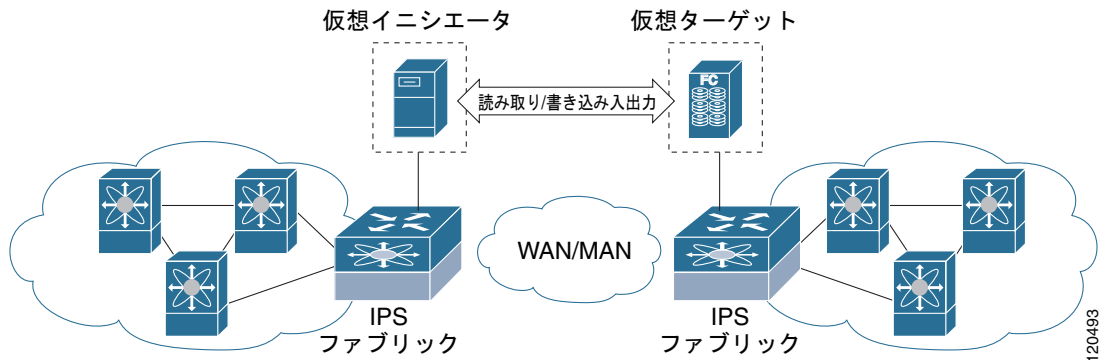 仮想イニシエータ
仮想ターゲット
FC
読み取り/書き込み入出力
WAN/MAN
IPS
ファブリック
IPS
ファブリック
120493